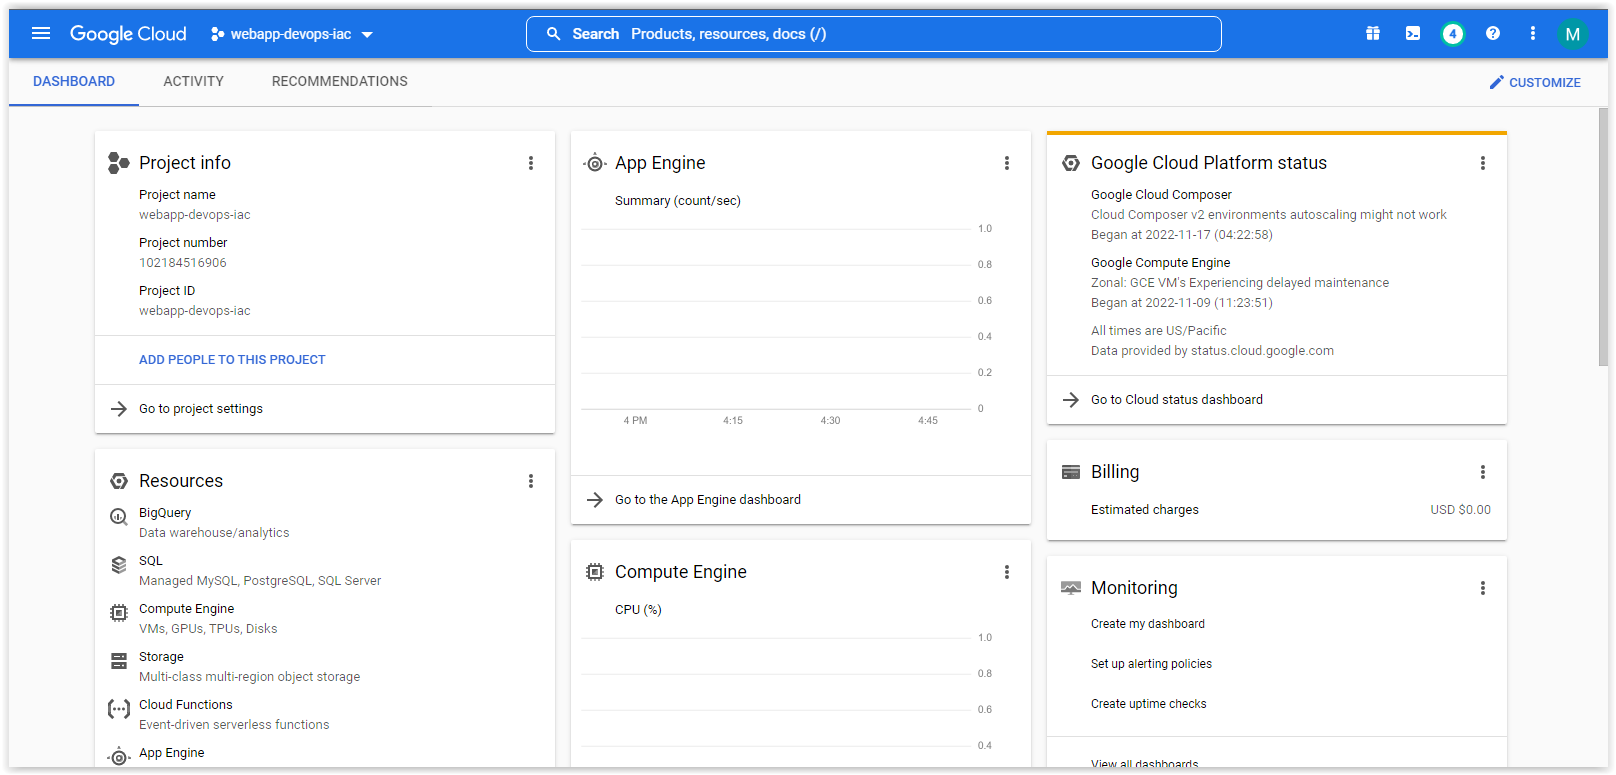 Google Cloud
webapp-devops-iac
Search Products, resources, docs (/)
4
M
DASHBOARD
ACTIVITY
RECOMMENDATIONS
CUSTOMIZE
Project info
Project name
webapp-devops-iac
Project number
102184516906
Project ID
webapp-devops-iac
ADD PEOPLE TO THIS PROJECT
Go to project settings
Resources
BigQuery
Data warehouse/analytics
SQL
Managed MySQL, PostgreSQL, SQL Server
Compute Engine
VMs, GPUs, TPUs, Disks
Storage
Multi-class multi-region object storage
Cloud Functions
Event-driven serverless functions
App Engine
App Engine
Summary (count/sec)
1.0
0.8
0.6
0.4
0.2
0
4 PM 4:15 4:30 4:45
Go to the App Engine dashboard
Compute Engine
CPU (%)
1.0
0.8
0.6
0.4
Google Cloud Platform status
Google Cloud Composer
Cloud Composer v2 environments autoscaling might not work
Began at 2022-11-17 (04:22:58)
Google Compute Engine
Zonal: GCE VM's Experiencing delayed maintenance
Began at 2022-11-09 (11:23:51)
All times are US/Pacific
Data provided by status.cloud.google.com
Go to Cloud status dashboard
Billing
Estimated charges USD $0.00
Monitoring
Create my dashboard
Set up alerting policies
Create uptime checks
View all dashboards